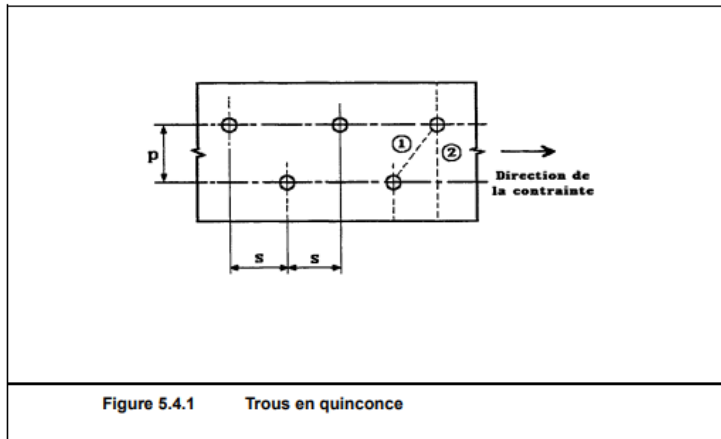 p
①
②
Direction de
la contrainte
s s
Figure 5.4.1 Trous en quinconce